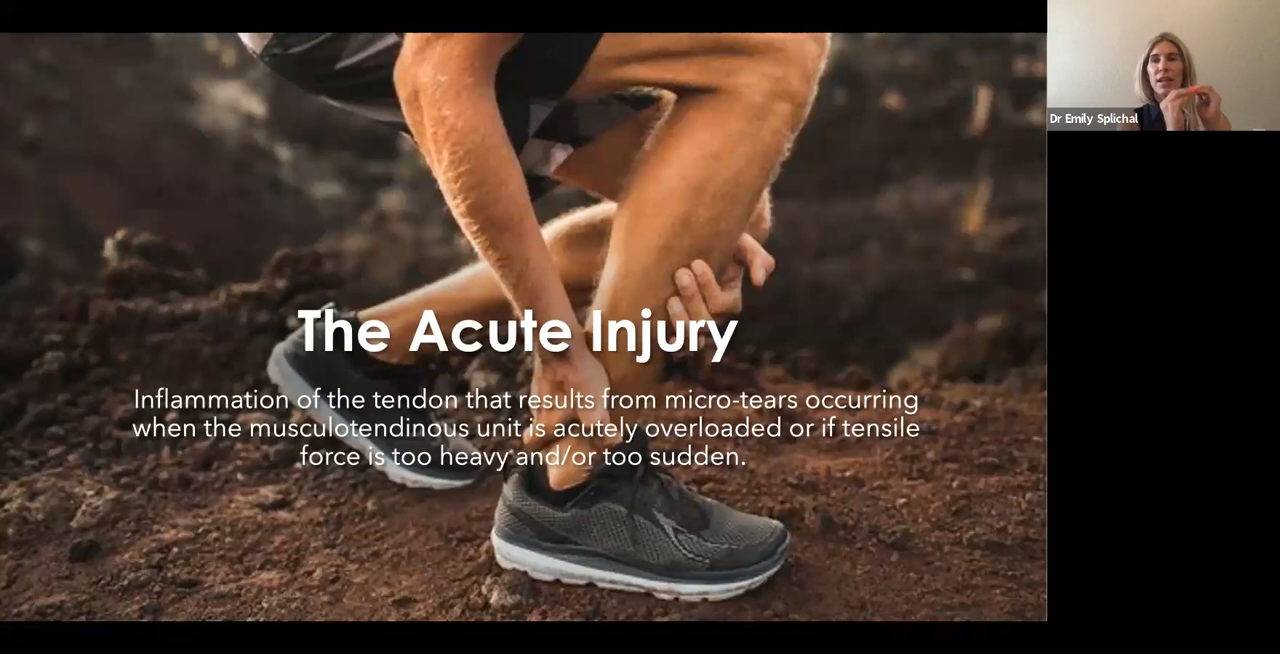 The Acute Injury
Inflammation of the tendon that results from micro-tears occurring
when the musculotendinous unit is acutely overloaded or if tensile
force is too heavy and/or too sudden.
Dr Emily Splichal